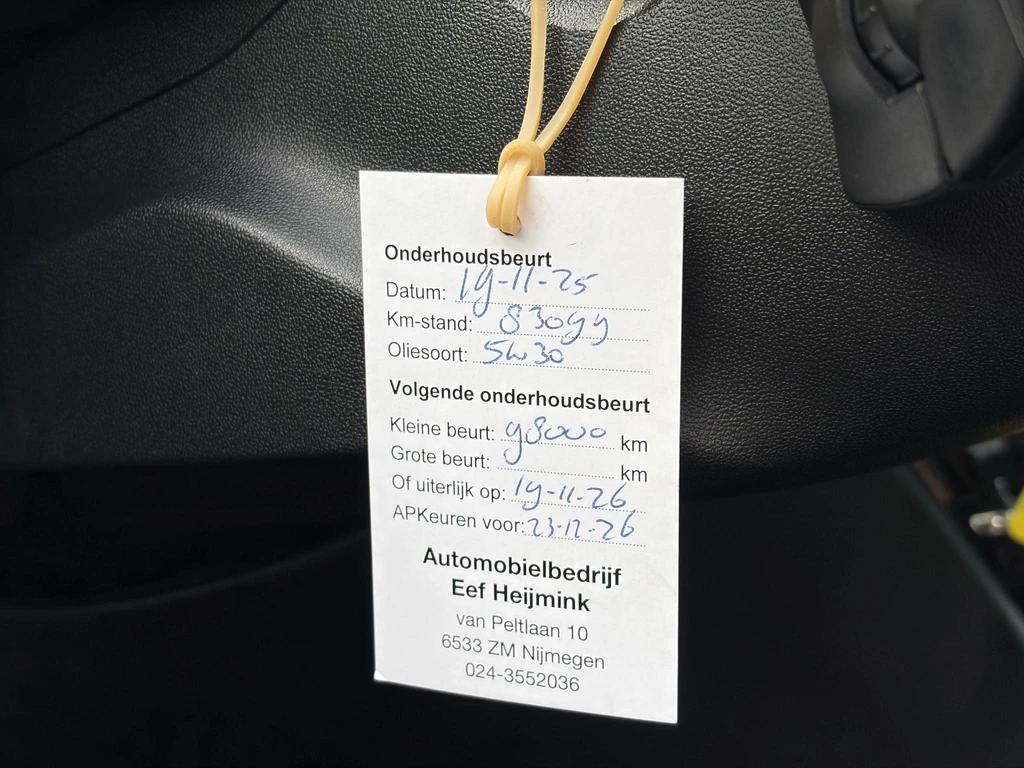 Onderhoudsbeurt
Datum: 19-11-25
Km-stand: 83099
Oliesoort: 5w30
Volgende onderhoudsbeurt
Kleine beurt: 98000 km
Grote beurt: km
Of uiterlijk op: 19-11-26
APKeuren voor: 23-12-26
Automobielbedrijf
Eef Heijmink
van Peltlaan 10
6533 ZM Nijmegen
024-3552036